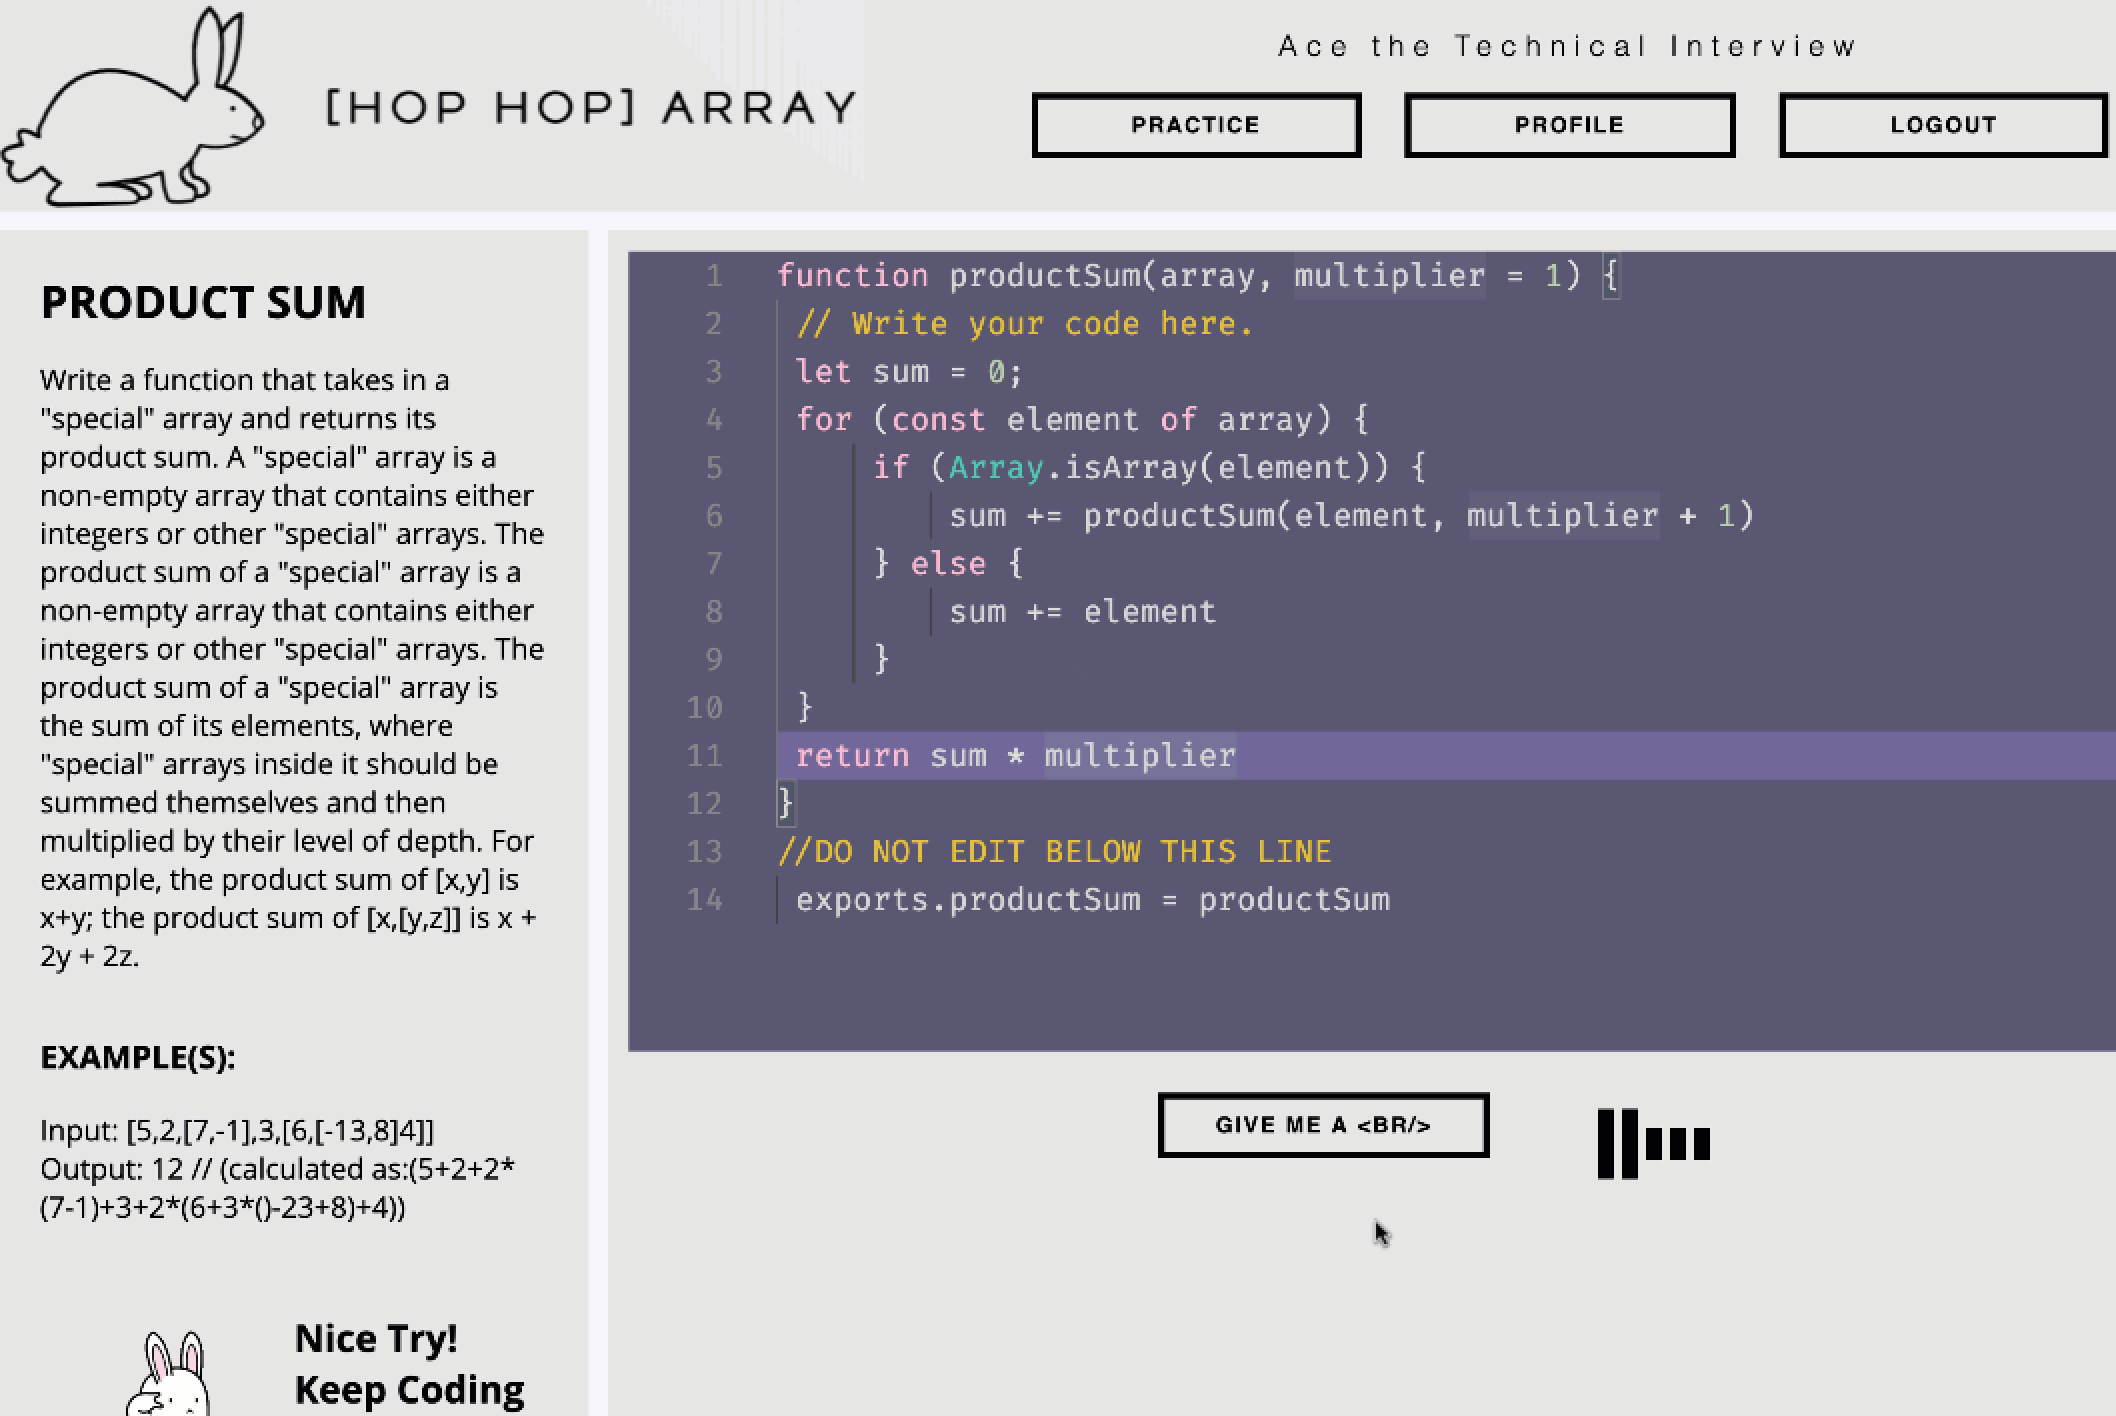 [HOP HOP] ARRAY
Ace the Technical Interview
PRACTICE
PROFILE
LOGOUT
PRODUCT SUM
Write a function that takes in a
"special" array and returns its
product sum. A "special" array is a
non-empty array that contains either
integers or other "special" arrays. The
product sum of a "special" array is a
non-empty array that contains either
integers or other "special" arrays. The
product sum of a "special" array is
the sum of its elements, where
"special" arrays inside it should be
summed themselves and then
multiplied by their level of depth. For
example, the product sum of [x,y] is
x+y; the product sum of [x,[y,z]] is x +
2y + 2z.
EXAMPLE(S):
Input: [5,2,[7,-1],3,[6,[-13,8]4]]
Output: 12 // (calculated as:(5+2+2*
(7-1)+3+2*(6+3*()-23+8)+4))
Nice Try!
Keep Coding
1 function productSum(array, multiplier = 1) {
2 // Write your code here.
3 let sum = 0;
4 for (const element of array) {
5 if (Array.isArray(element)) {
6 sum += productSum(element, multiplier + 1)
7 } else {
8 sum += element
9 }
10 }
11 return sum * multiplier
12 }
13 //DO NOT EDIT BELOW THIS LINE
14 exports.productSum = productSum
GIVE ME A <BR/>